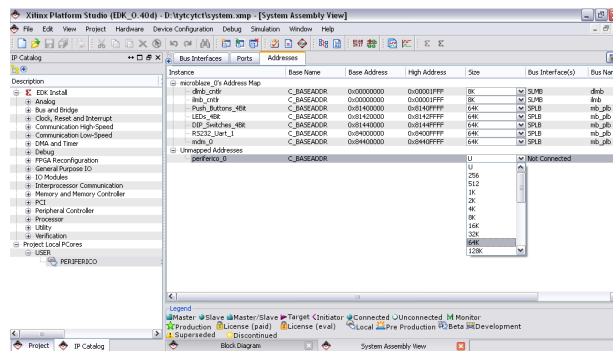 Xilinx Platform Studio (EDK_O.40d) - D:\tytcytct\system.xmp - [System Assembly View]
File Edit View Project Hardware Device Configuration Debug Simulation Window Help
IP Catalog
Bus Interfaces Ports Addresses
Description
Instance Base Name Base Address High Address Size Bus Interface(s) Bus Nam
EDK Install
Analog
Bus and Bridge
Clock, Reset and Interrupt
Communication High-Speed
Communication Low-Speed
DMA and Timer
Debug
FPGA Reconfiguration
General Purpose IO
IO Modules
Interprocessor Communication
Memory and Memory Controller
PCI
Peripheral Controller
Processor
Utility
Verification
Project Local PCores
USER
PERIFERICO
microblaze_0's Address Map
dlmb_cntlr C_BASEADDR 0x00000000 0x00001FFF 8K SLMB dlmb
ilmb_cntlr C_BASEADDR 0x00000000 0x00001FFF 8K SLMB ilmb
Push_Buttons_4Bit C_BASEADDR 0x81400000 0x8140FFFF 64K SPLB mb_plb
LEDs_4Bit C_BASEADDR 0x81420000 0x8142FFFF 64K SPLB mb_plb
DIP_Switches_4Bit C_BASEADDR 0x81440000 0x8144FFFF 64K SPLB mb_plb
RS232_Uart_1 C_BASEADDR 0x84000000 0x8400FFFF 64K SPLB mb_plb
mdm_0 C_BASEADDR 0x84400000 0x8440FFFF 64K SPLB mb_plb
Unmapped Addresses
periferico_0 C_BASEADDR U Not Connected
U
256
512
1K
2K
4K
8K
16K
32K
64K
128K
Legend
Master Slave Master/Slave Target Initiator Connected Unconnected M Monitor
Production License (paid) License (eval) Local Pre Production Beta Development
Superseded Discontinued
Project IP Catalog Block Diagram System Assembly View